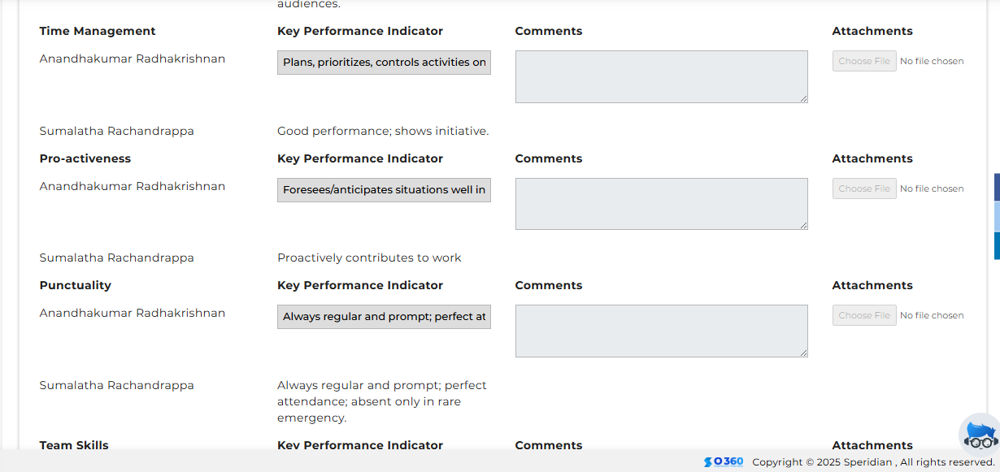 audiences.
Time Management Key Performance Indicator Comments Attachments
Anandhakumar Radhakrishnan Plans, prioritizes, controls activities on Choose File No file chosen
Sumalatha Rachandrappa Good performance; shows initiative.
Pro-activeness Key Performance Indicator Comments Attachments
Anandhakumar Radhakrishnan Foresees/anticipates situations well in Choose File No file chosen
Sumalatha Rachandrappa Proactively contributes to work
Punctuality Key Performance Indicator Comments Attachments
Anandhakumar Radhakrishnan Always regular and prompt; perfect at Choose File No file chosen
Sumalatha Rachandrappa Always regular and prompt; perfect
attendance; absent only in rare
emergency.
Team Skills Key Performance Indicator Comments Attachments
SO360 Copyright © 2025 Speridian , All rights reserved.